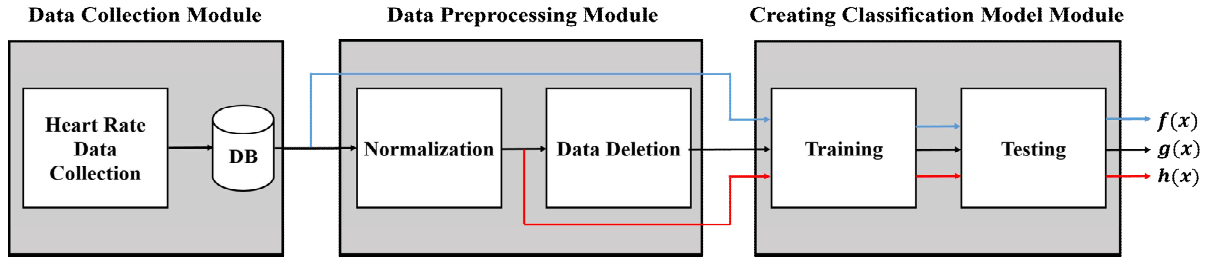 Data Collection Module
Data Preprocessing Module
Creating Classification Model Module
Heart Rate
Data
Collection
DB
Normalization
Data Deletion
Training
Testing
f(x)
g(x)
h(x)